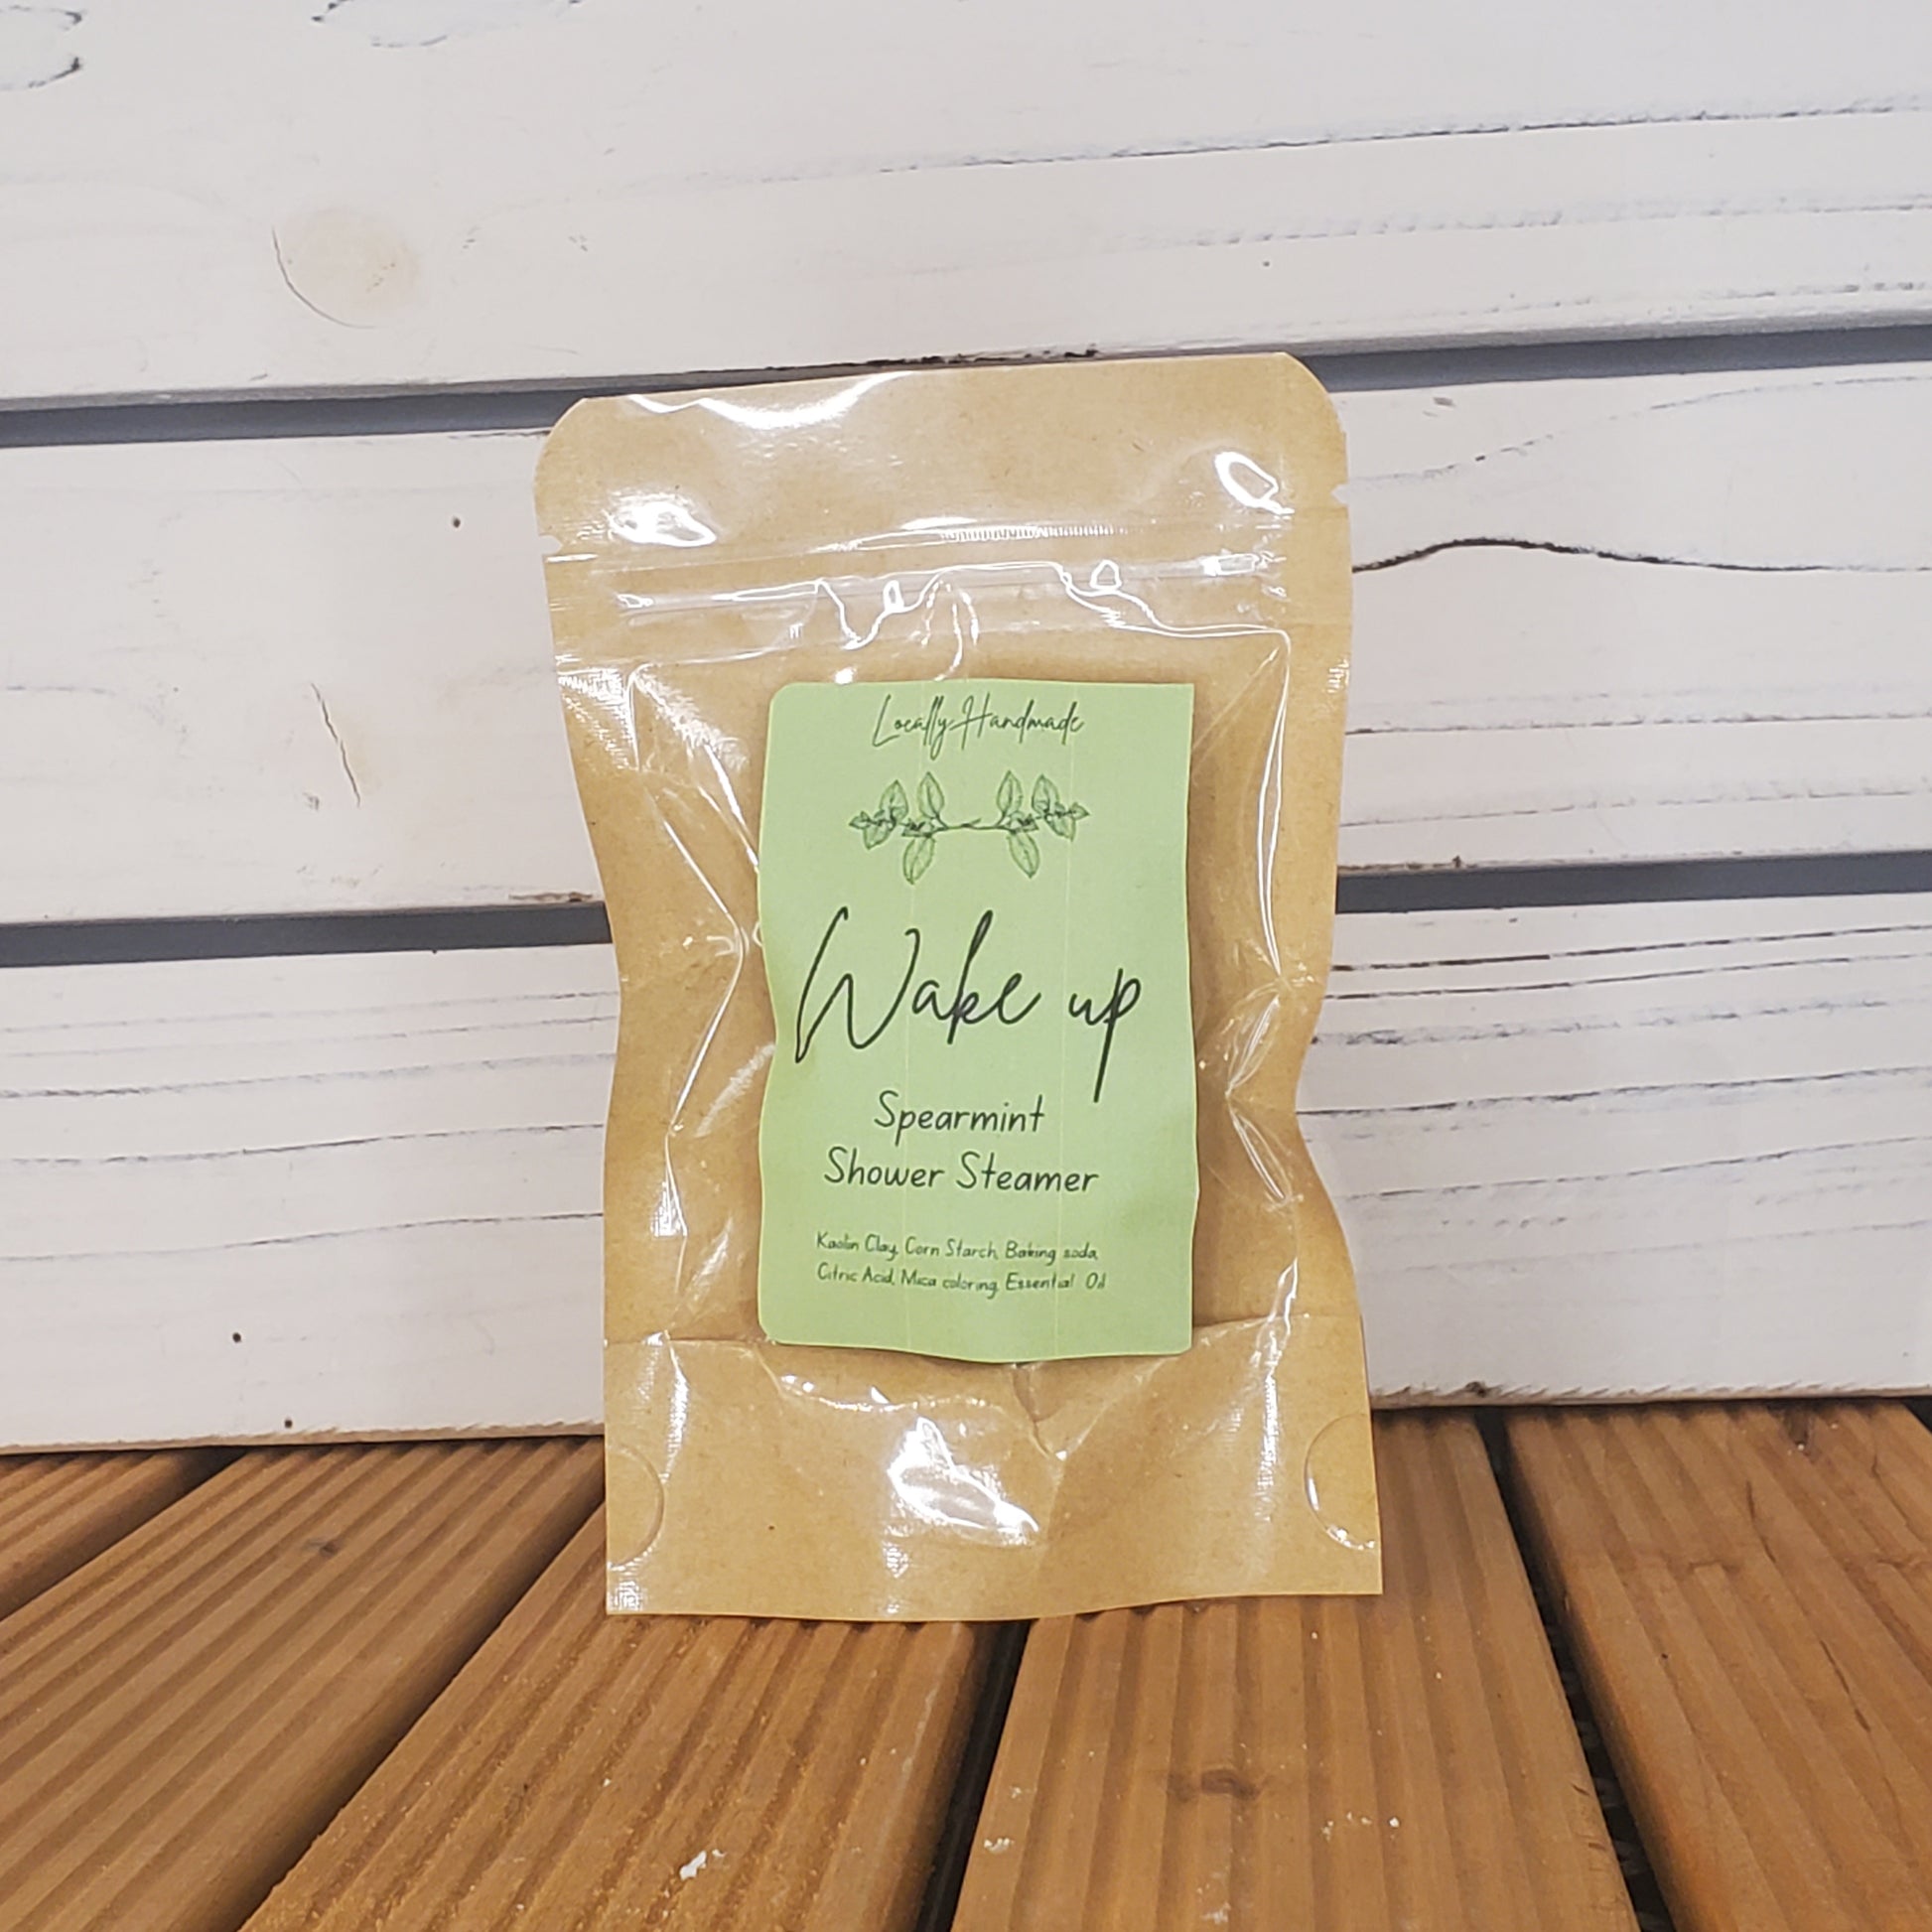 Locally Handmade
Wake up
Spearmint
Shower Steamer
Kaolin Clay, Corn Starch, Baking soda,
Citric Acid, Mica coloring, Essential Oil